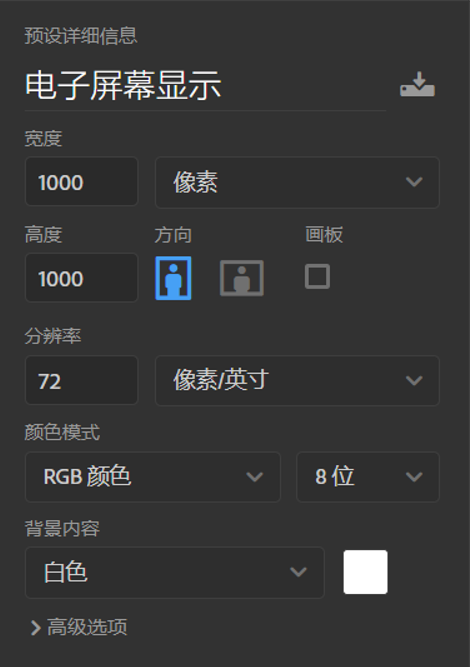 预设详细信息
电子屏幕显示
宽度
1000 像素
高度 方向 画板
1000
分辨率
72 像素/英寸
颜色模式
RGB 颜色 8 位
背景内容
白色
高级选项